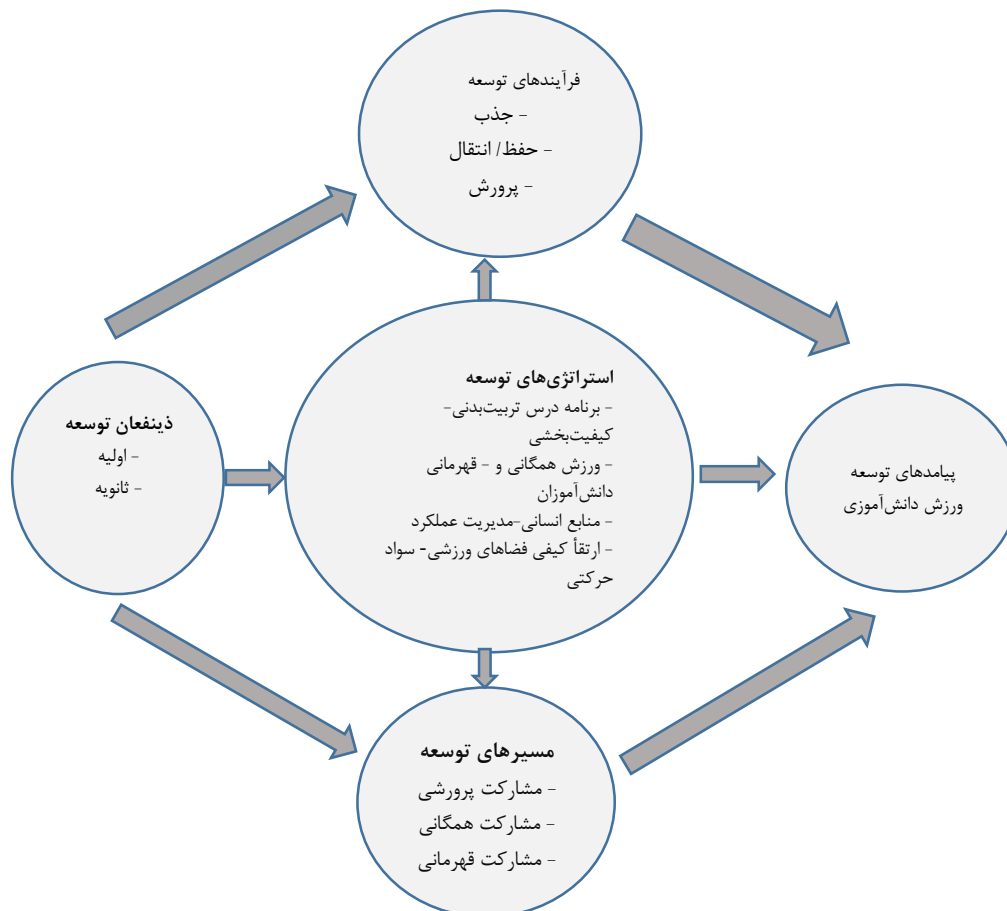 فرآیندهای توسعه
- جذب
- حفظ/ انتقال
- پرورش
استراتژی‌های توسعه
- برنامه درس تربیت‌بدنی-
کیفیت‌بخشی
- ورزش همگانی و - قهرمانی
دانش‌آموزان
- منابع انسانی-مدیریت عملکرد
- ارتقأ کیفی فضاهای ورزشی- سواد
حرکتی
ذینفعان توسعه
- اولیه
- ثانویه
پیامدهای توسعه
ورزش دانش‌آموزی
مسیرهای توسعه
- مشارکت پرورشی
- مشارکت همگانی
- مشارکت قهرمانی